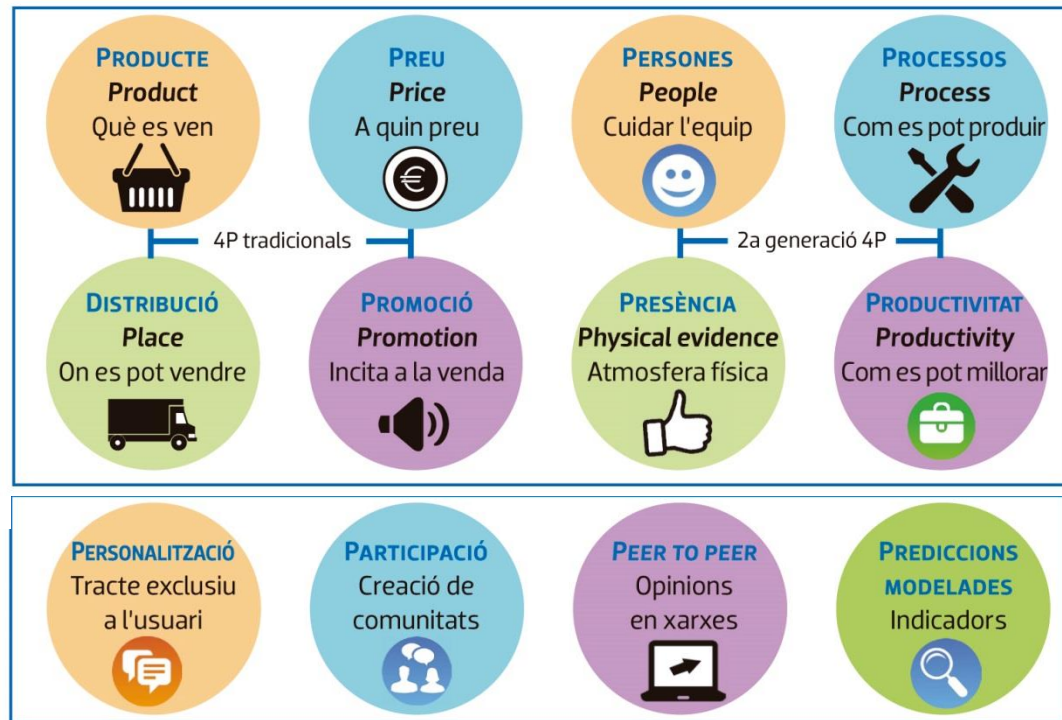 PRODUCTE
Product
Què es ven
PREU
Price
A quin preu
€
PERSONES
People
Cuidar l'equip
PROCESSOS
Process
Com es pot produir
4P tradicionals
2a generació 4P
DISTRIBUCIÓ
Place
On es pot vendre
PROMOCIÓ
Promotion
Incita a la venda
PRESÈNCIA
Physical evidence
Atmosfera física
PRODUCTIVITAT
Productivity
Com es pot millorar
PERSONALITZACIÓ
Tracte exclusiu
a l'usuari
PARTICIPACIÓ
Creació de
comunitats
PEER TO PEER
Opinions
en xarxes
PREDICCIONS
MODELADES
Indicadors